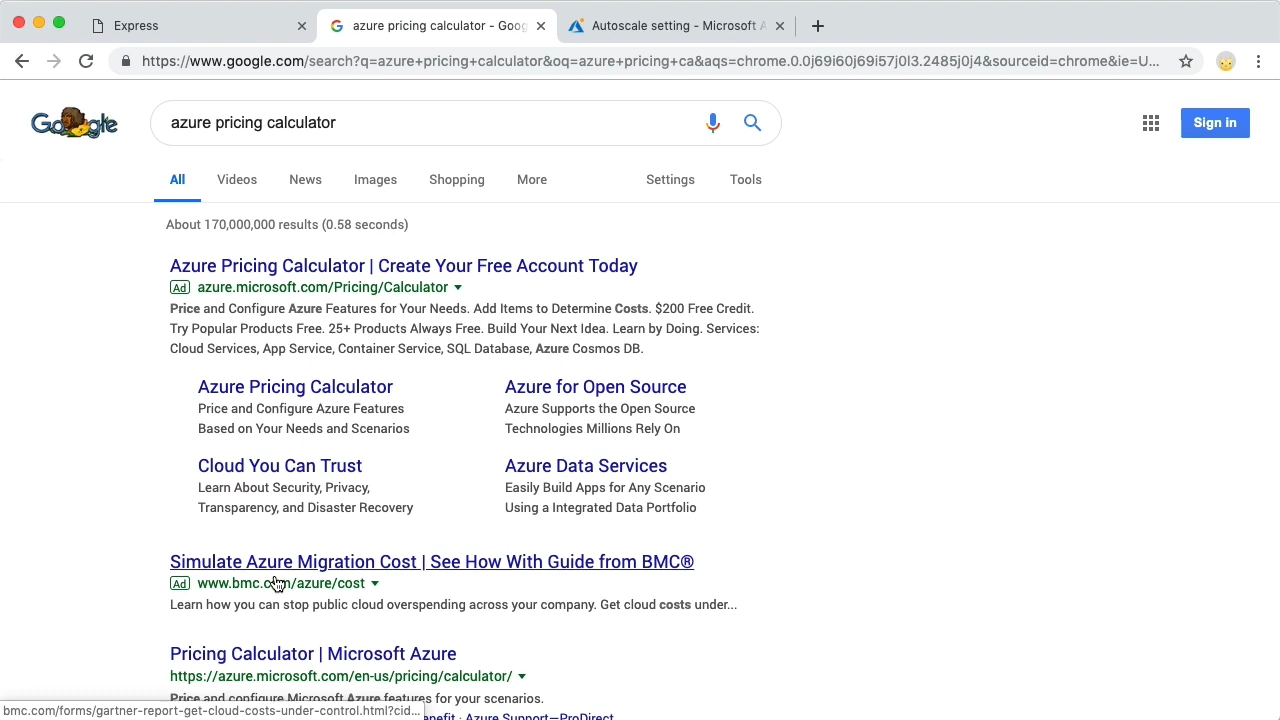 Express
azure pricing calculator - Goog
Autoscale setting - Microsoft A
https://www.google.com/search?q=azure+pricing+calculator&oq=azure+pricing+ca&aqs=chrome.0.0j69i60j69i57j0l3.2485j0j4&sourceid=chrome&ie=U...
Google
azure pricing calculator
Sign in
All Videos News Images Shopping More Settings Tools
About 170,000,000 results (0.58 seconds)
Azure Pricing Calculator | Create Your Free Account Today
Ad azure.microsoft.com/Pricing/Calculator
Price and Configure Azure Features for Your Needs. Add Items to Determine Costs. $200 Free Credit.
Try Popular Products Free. 25+ Products Always Free. Build Your Next Idea. Learn by Doing. Services:
Cloud Services, App Service, Container Service, SQL Database, Azure Cosmos DB.
Azure Pricing Calculator
Price and Configure Azure Features
Based on Your Needs and Scenarios
Azure for Open Source
Azure Supports the Open Source
Technologies Millions Rely On
Cloud You Can Trust
Learn About Security, Privacy,
Transparency, and Disaster Recovery
Azure Data Services
Easily Build Apps for Any Scenario
Using a Integrated Data Portfolio
Simulate Azure Migration Cost | See How With Guide from BMC®
Ad www.bmc.com/azure/cost
Learn how you can stop public cloud overspending across your company. Get cloud costs under...
Pricing Calculator | Microsoft Azure
https://azure.microsoft.com/en-us/pricing/calculator/
Price and configure Microsoft Azure features for your scenarios.
Azure Support—ProDirect
bmc.com/forms/gartner-report-get-cloud-costs-under-control.html?cid...